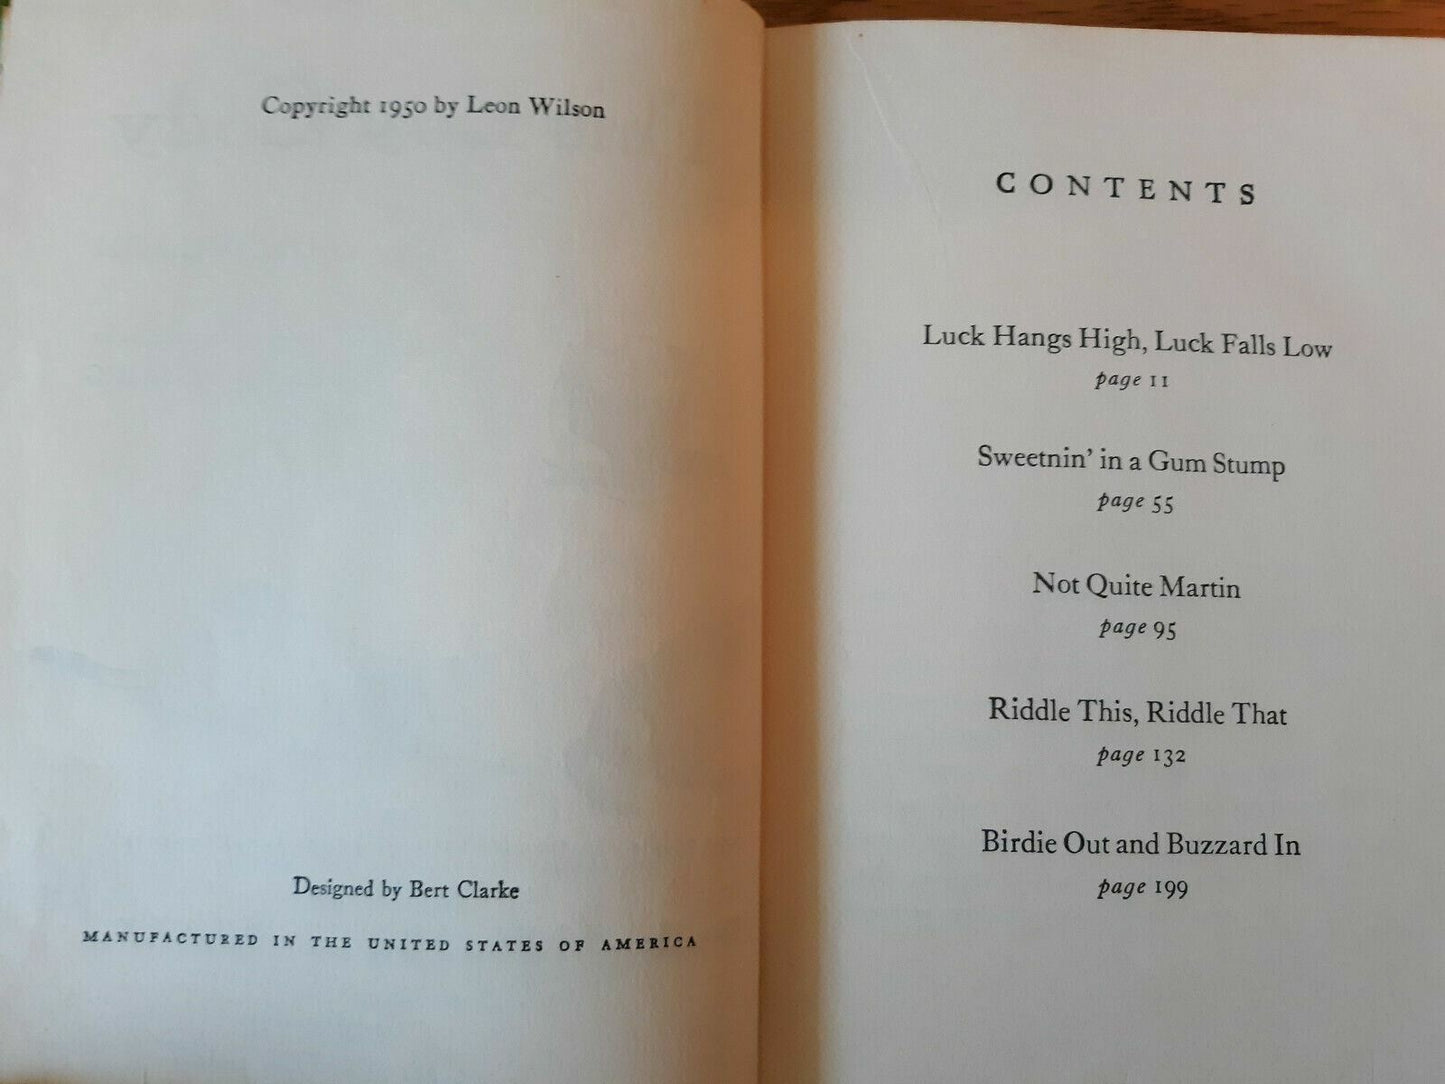 Copyright 1950 by Leon Wilson
Designed by Bert Clarke
MANUFACTURED IN THE UNITED STATES OF AMERICA
CONTENTS
Luck Hangs High, Luck Falls Low
page 11
Sweetnin' in a Gum Stump
page 55
Not Quite Martin
page 95
Riddle This, Riddle That
page 132
Birdie Out and Buzzard In
page 199